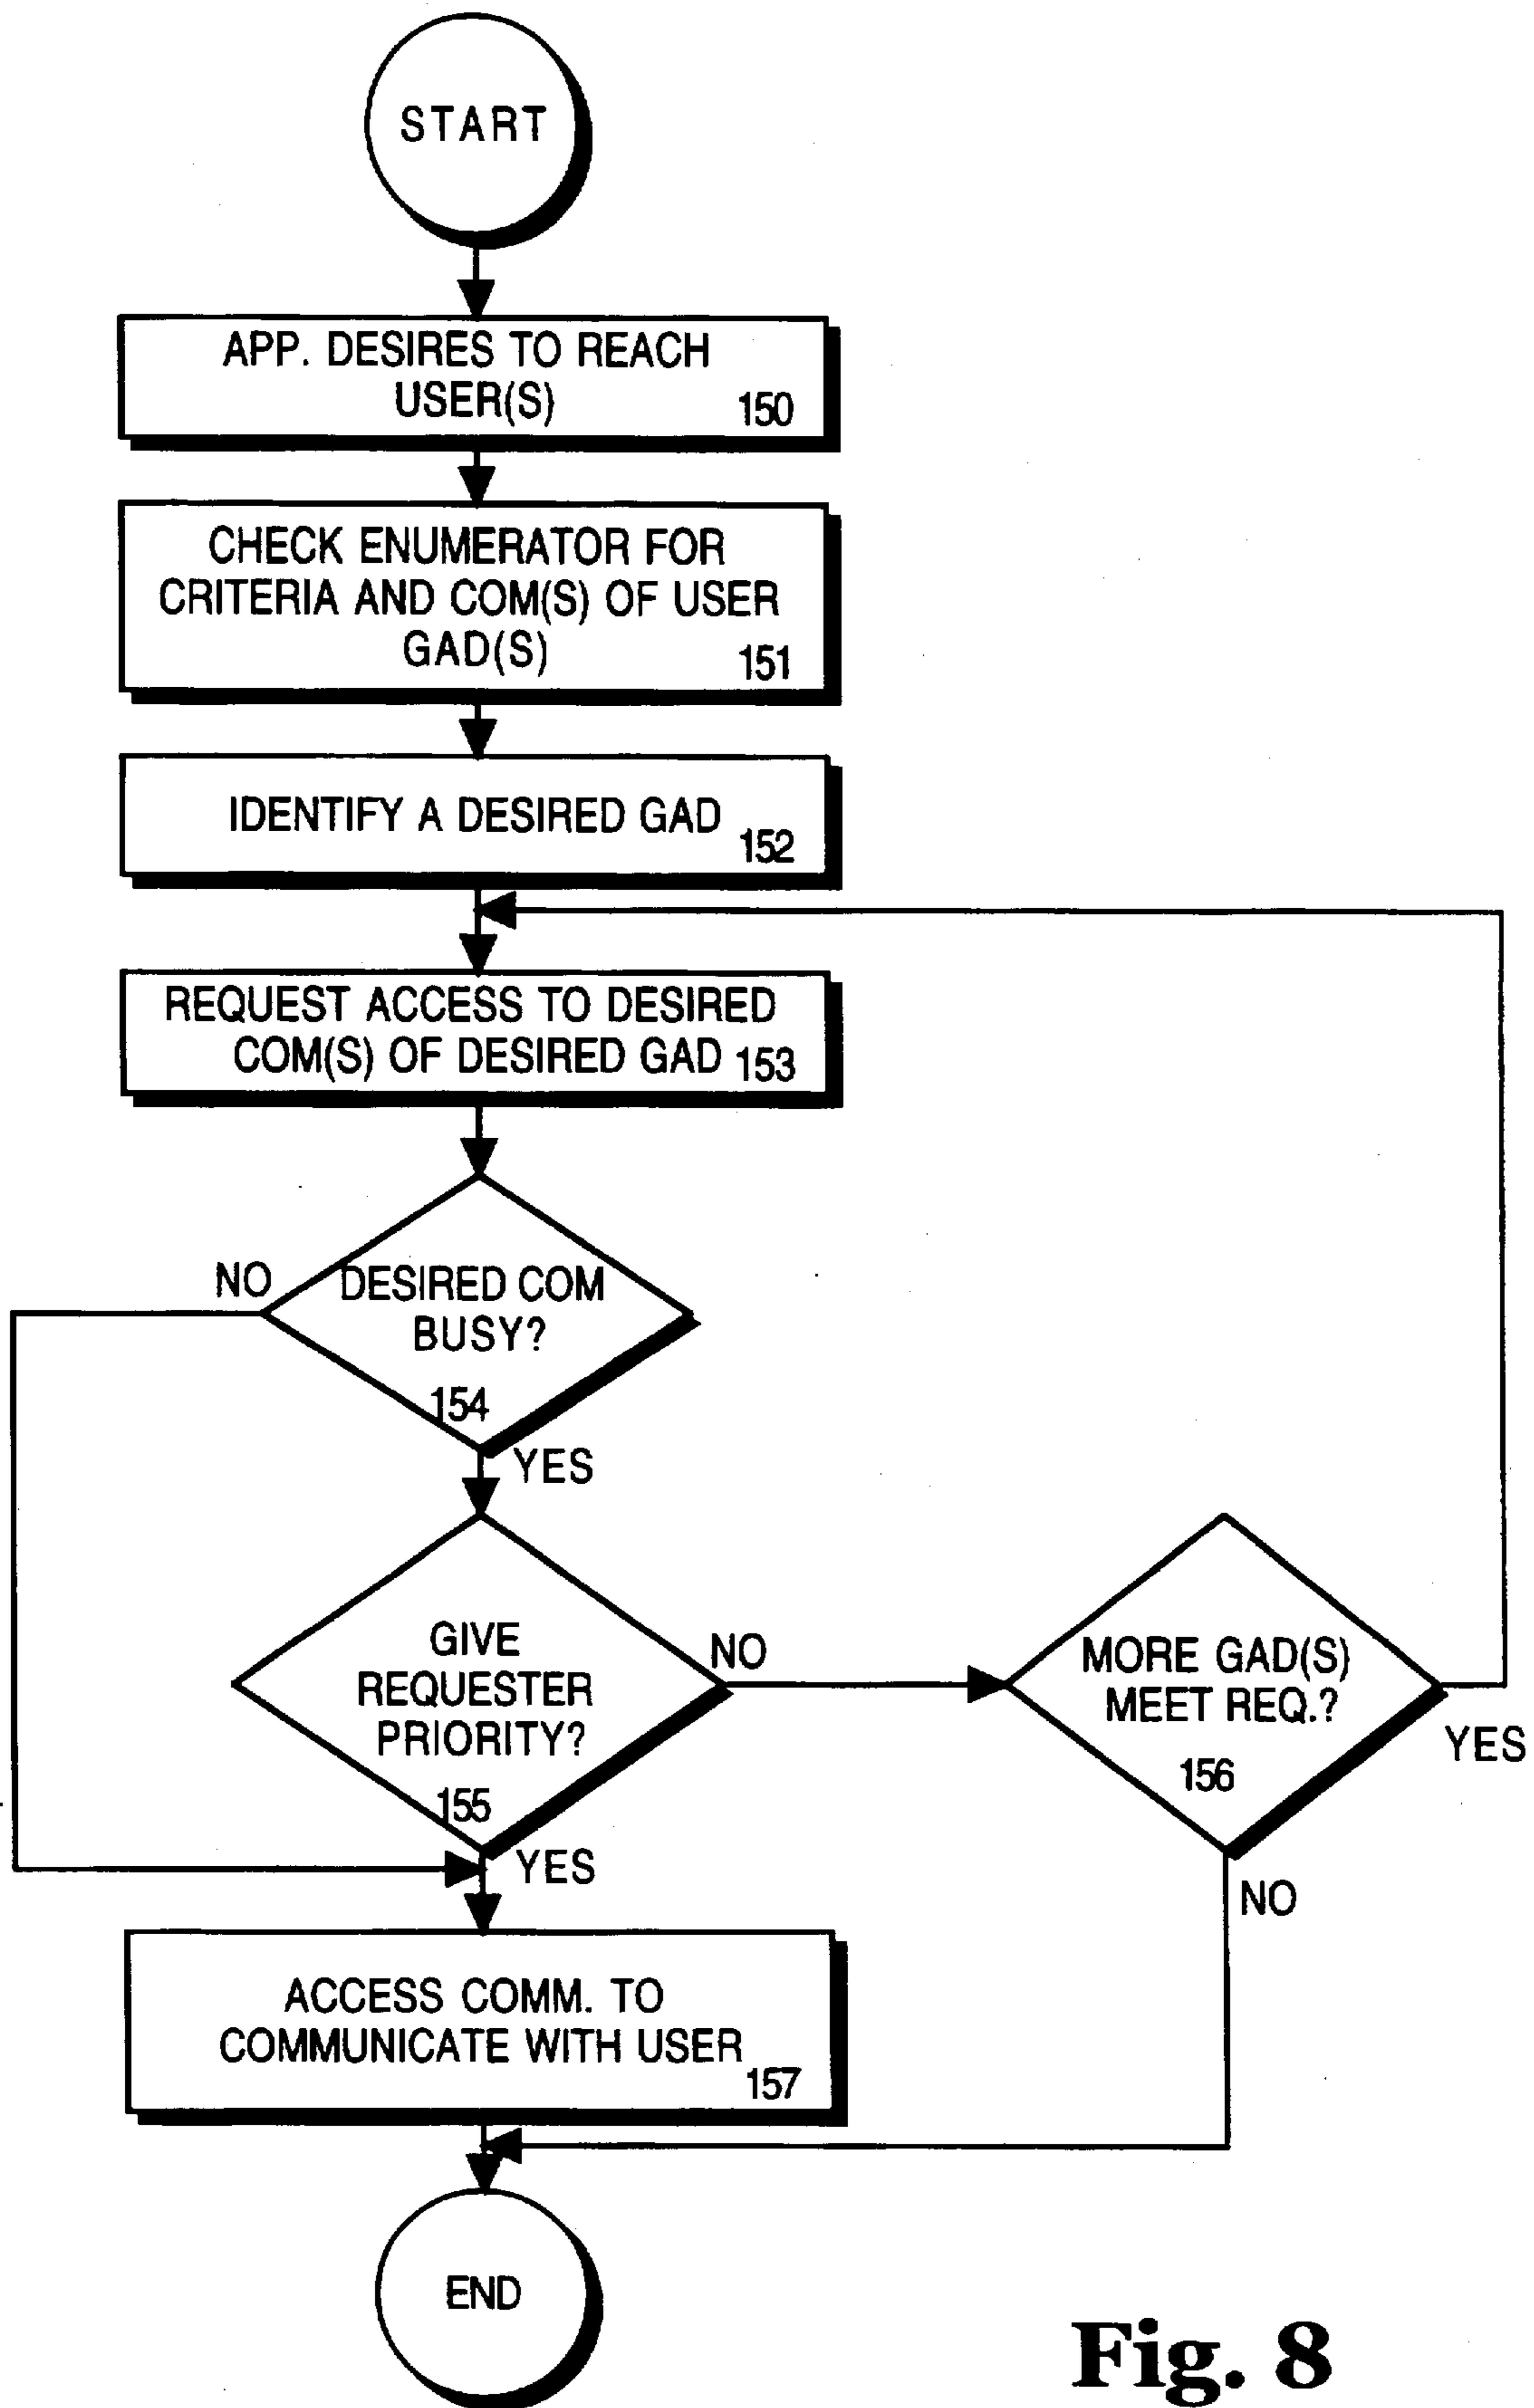 START
APP. DESIRES TO REACH
USER(S)
150
CHECK ENUMERATOR FOR
CRITERIA AND COM(S) OF USER
GAD(S)
151
IDENTIFY A DESIRED GAD
152
REQUEST ACCESS TO DESIRED
COM(S) OF DESIRED GAD 153
NO
DESIRED COM
BUSY?
154
YES
GIVE
REQUESTER
PRIORITY?
155
NO
YES
MORE GAD(S)
MEET REQ.?
156
YES
NO
ACCESS COMM. TO
COMMUNICATE WITH USER
157
END
Fig. 8